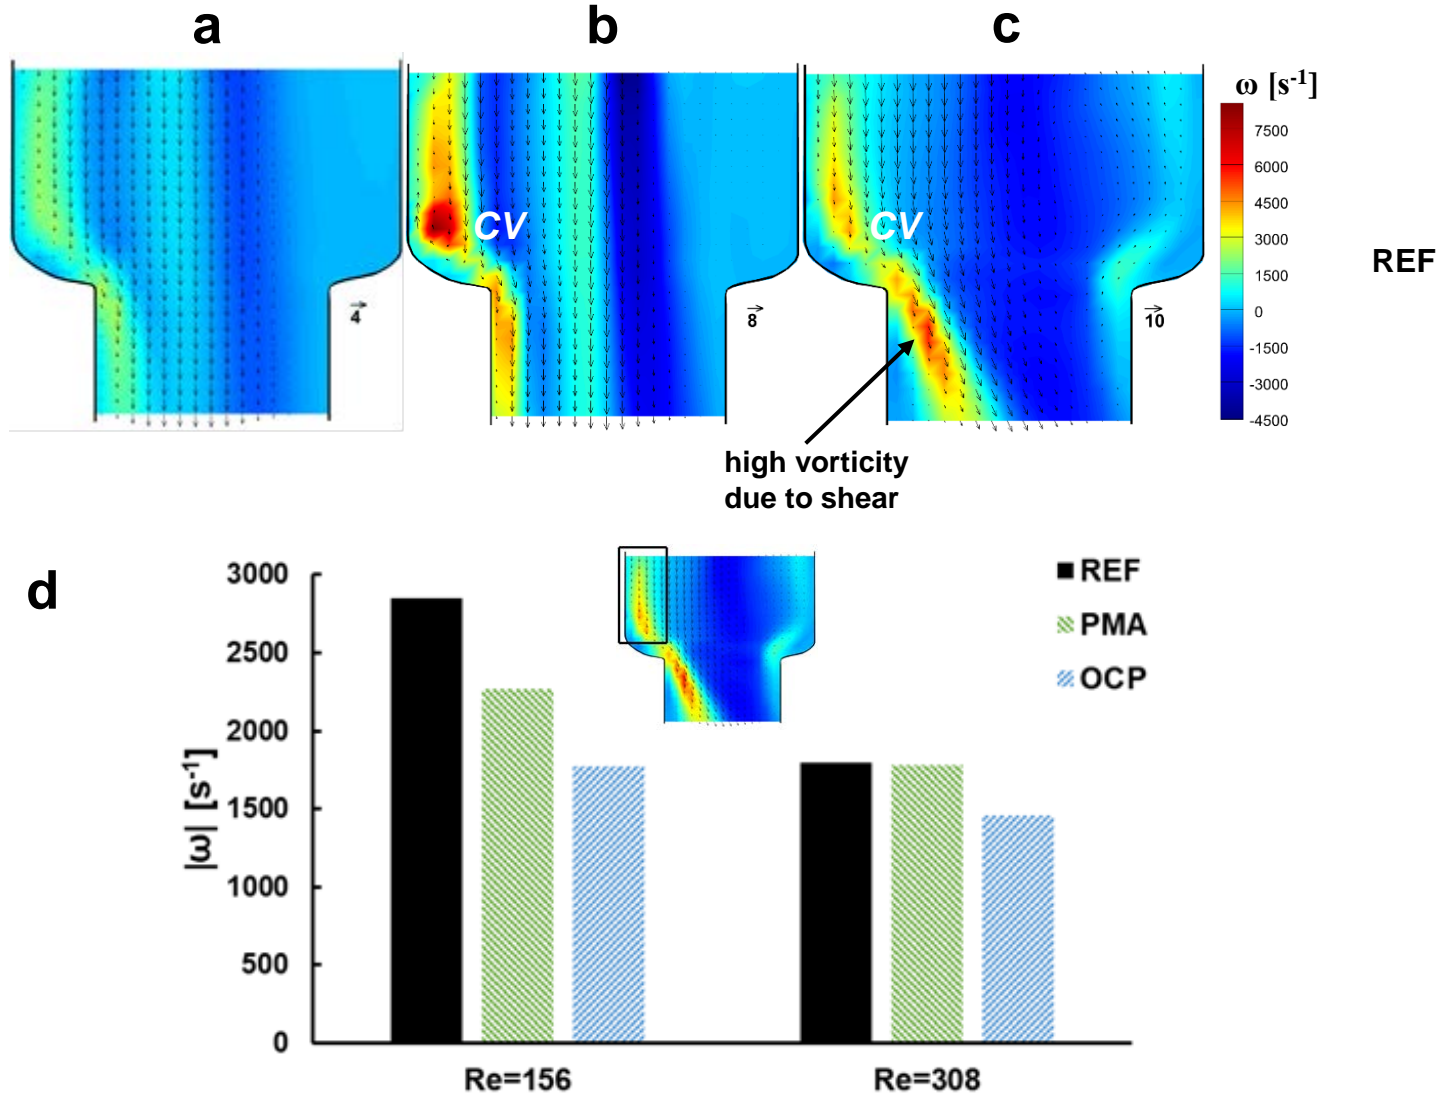 a
b
c
ω [s⁻¹]
7500
6000
4500
3000
1500
0
-1500
-3000
-4500
REF
CV
CV
4
8
10
high vorticity
due to shear
d
3000
2500
2000
1500
1000
500
0
|ω| [s⁻¹]
REF
PMA
OCP
Re=156
Re=308